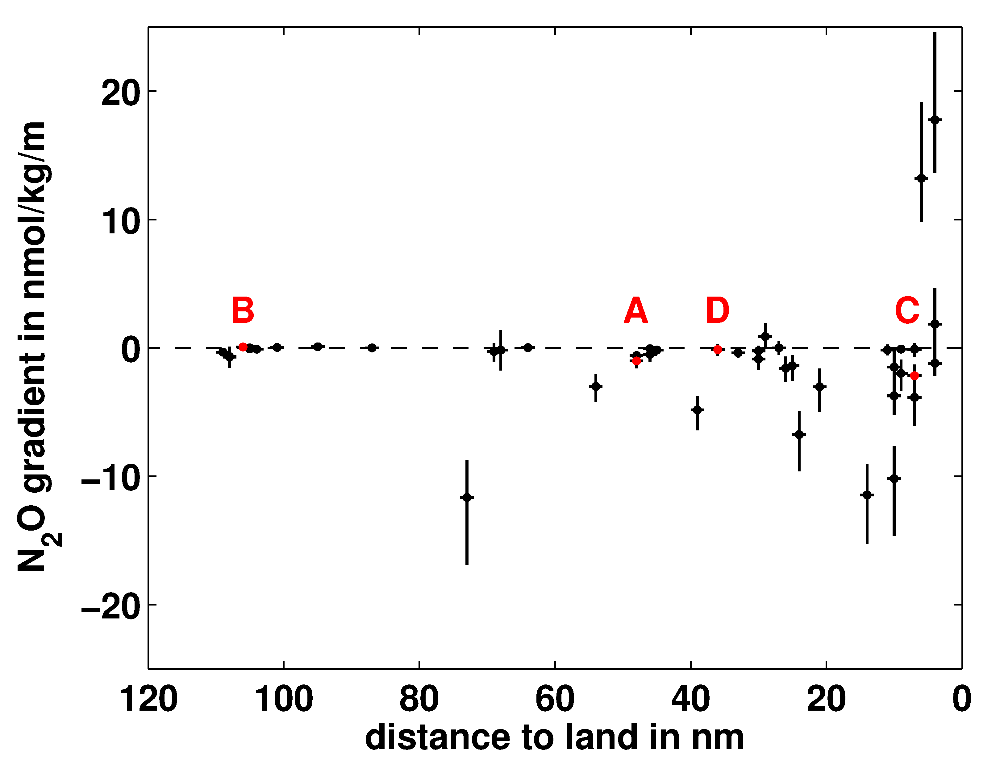 N2O gradient in nmol/kg/m
20
10
0
−10
−20
B
A
D
C
120 100 80 60 40 20 0
distance to land in nm